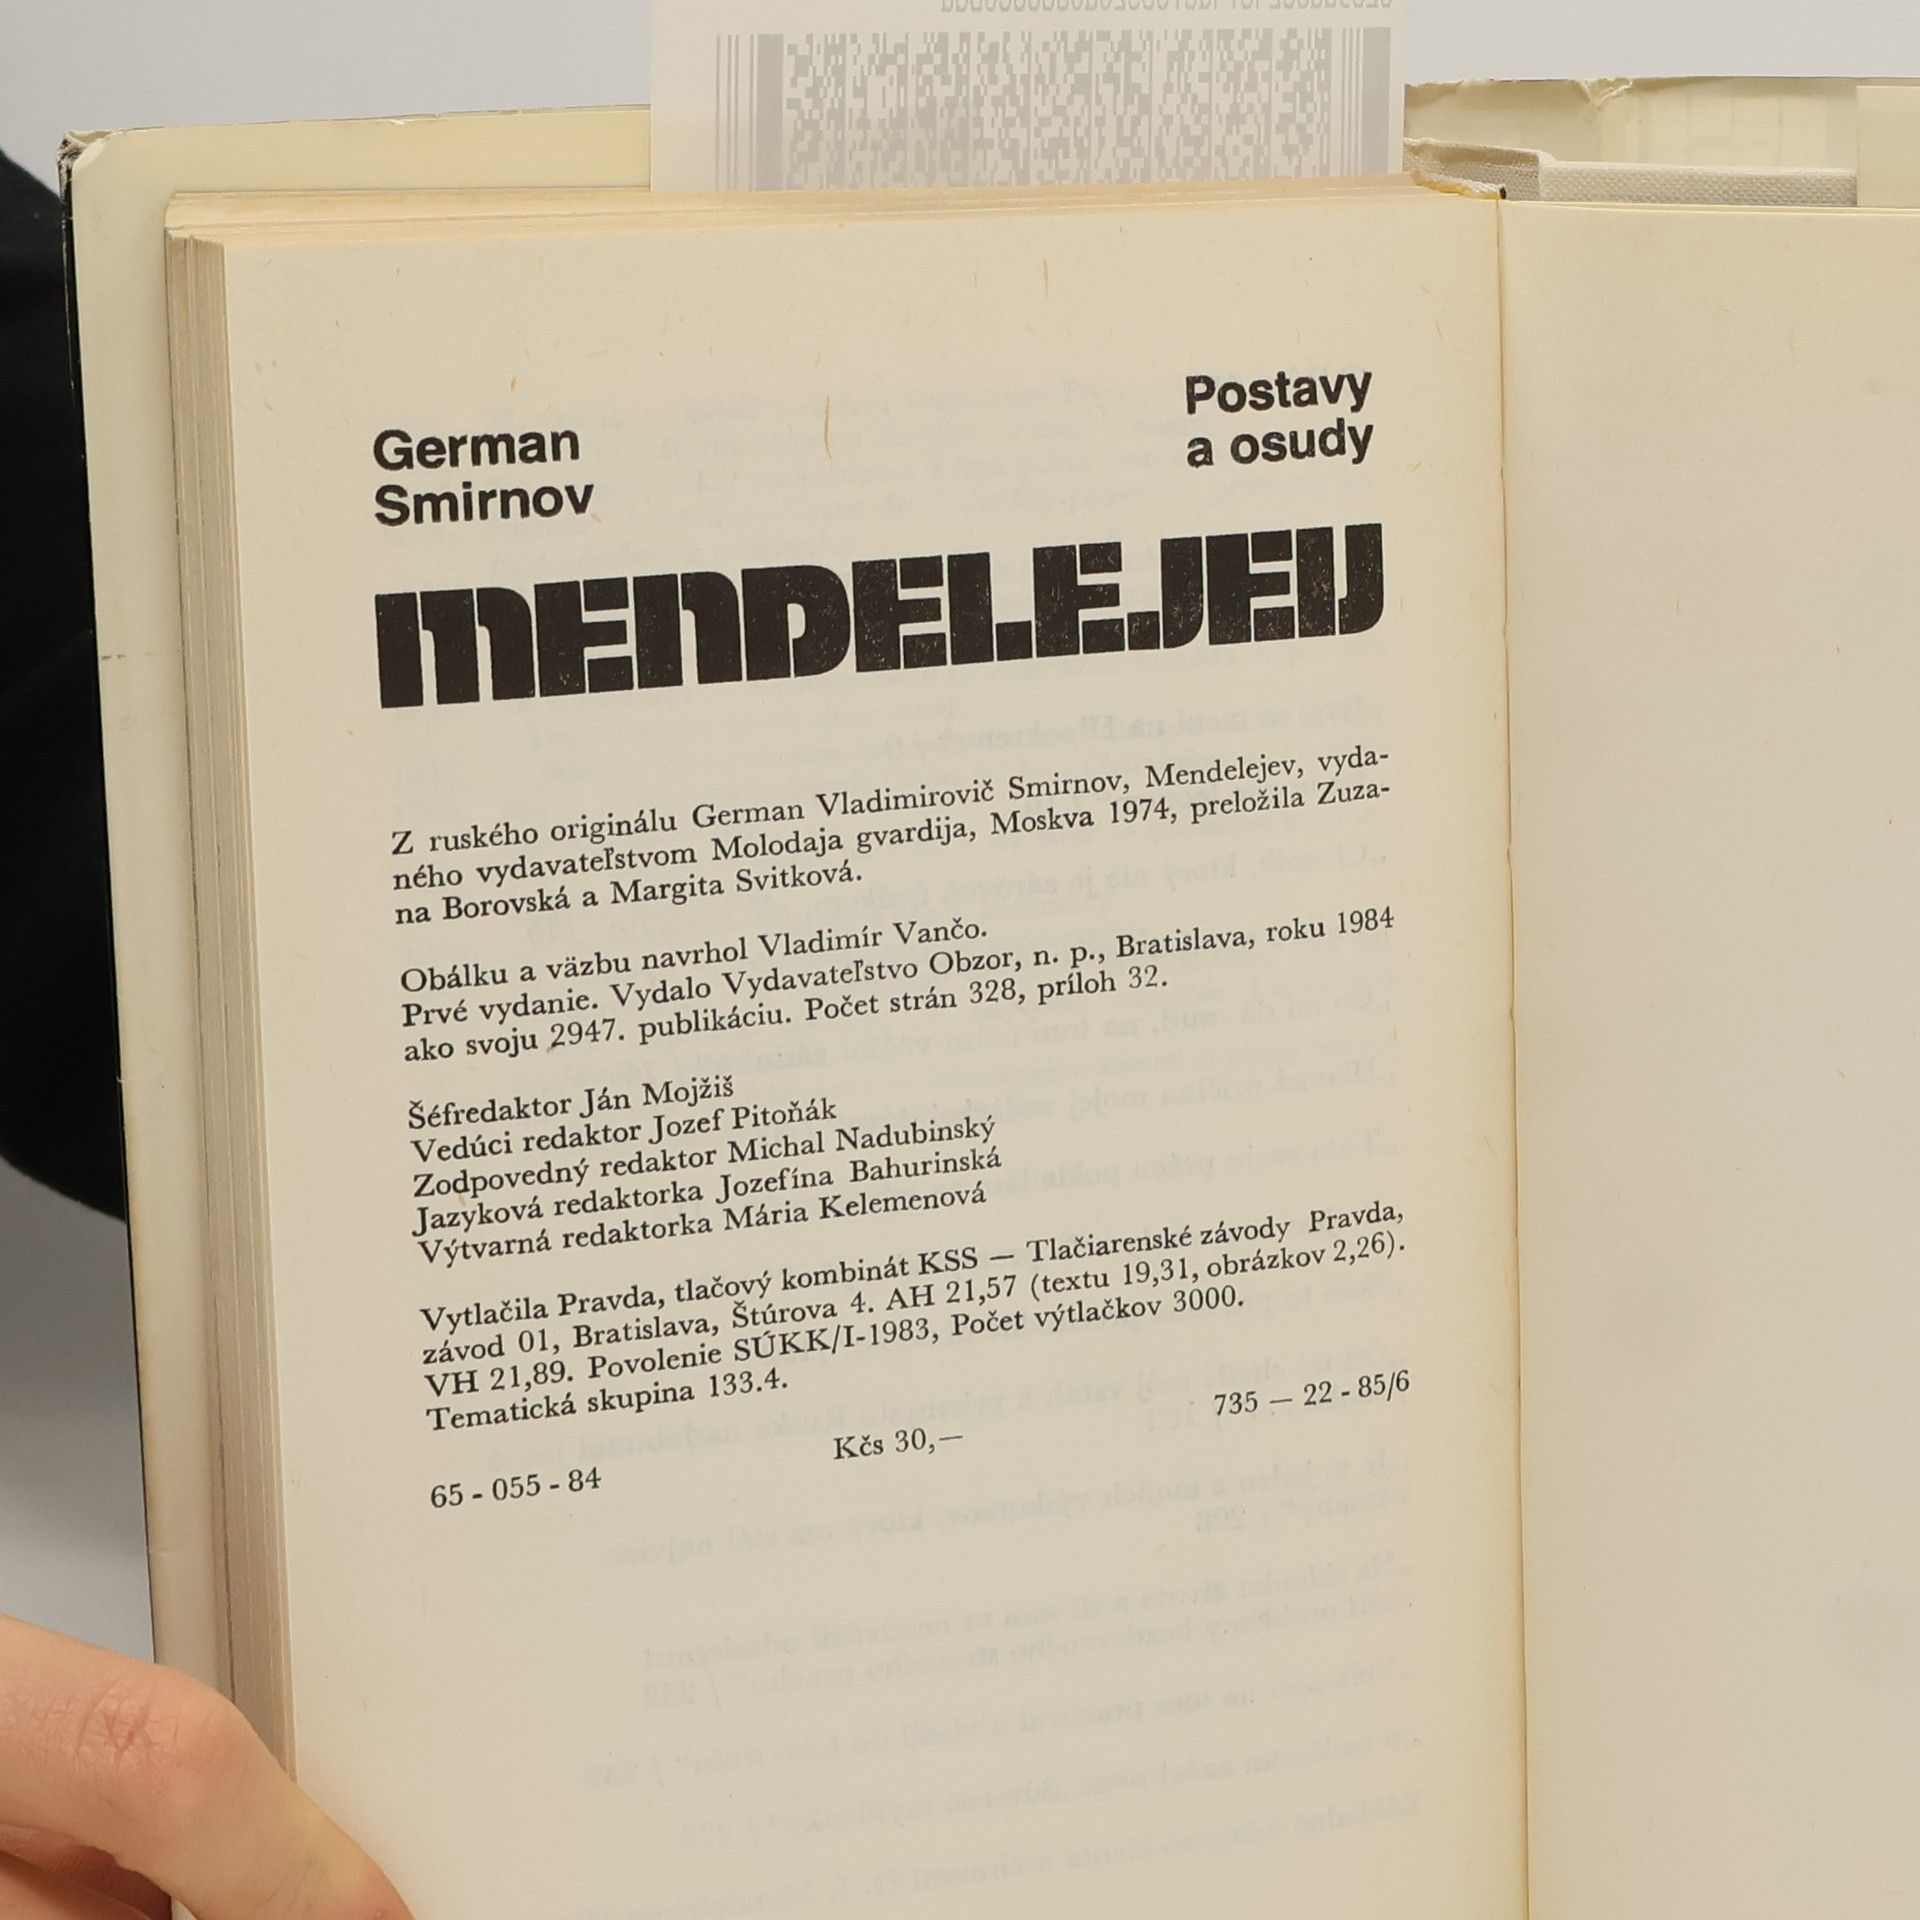 German
Smirnov
Postavy
a osudy
MENDELEJEV
Z ruského originálu German Vladimirovič Smirnov, Mendelejev, vyda-
ného vydavateľstvom Molodaja gvardija, Moskva 1974, preložila Zuza-
na Borovská a Margita Svitková.
Obálku a väzbu navrhol Vladimír Vančo.
Prvé vydanie. Vydalo Vydavateľstvo Obzor, n. p., Bratislava, roku 1984
ako svoju 2947. publikáciu. Počet strán 328, príloh 32.
Šéfredaktor Ján Mojžiš
Vedúci redaktor Jozef Pitoňák
Zodpovedný redaktor Michal Nadubinský
Jazyková redaktorka Jozefína Bahurinská
Výtvarná redaktorka Mária Kelemenová
Vytlačila Pravda, tlačový kombinát KSS — Tlačiarenské závody Pravda,
závod 01, Bratislava, Štúrova 4. AH 21,57 (textu 19,31, obrázkov 2,26).
VH 21,89. Povolenie SÚKK/I-1983, Počet výtlačkov 3000.
Tematická skupina 133.4.
735 — 22 - 85/6
Kčs 30,—
65 - 055 - 84